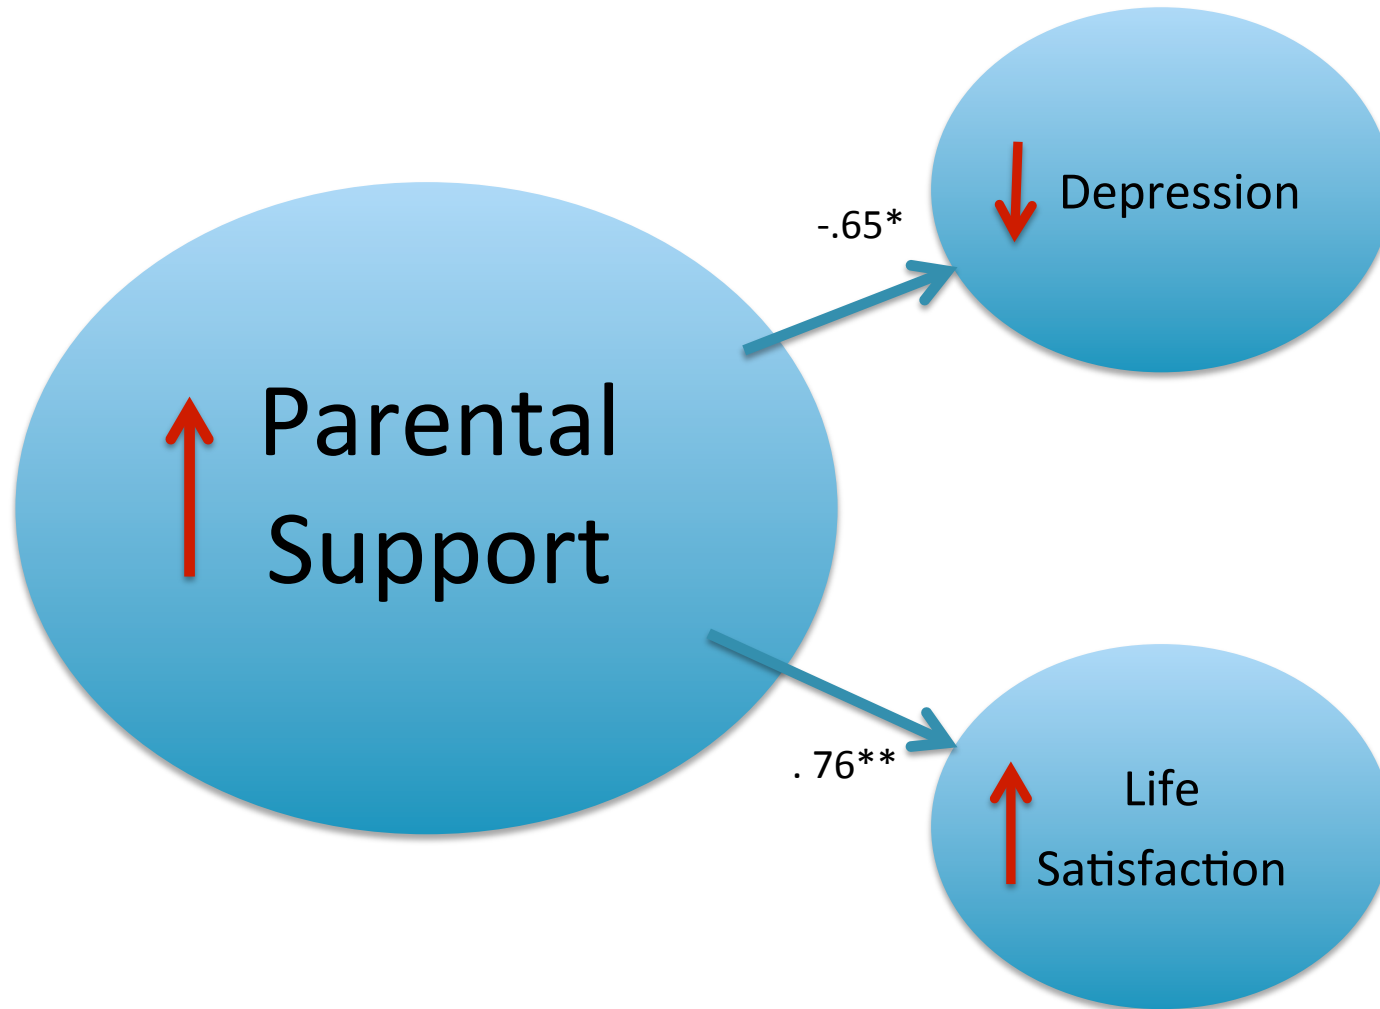 Depression
-.65*
Parental
Support
. 76**
Life
Satisfaction